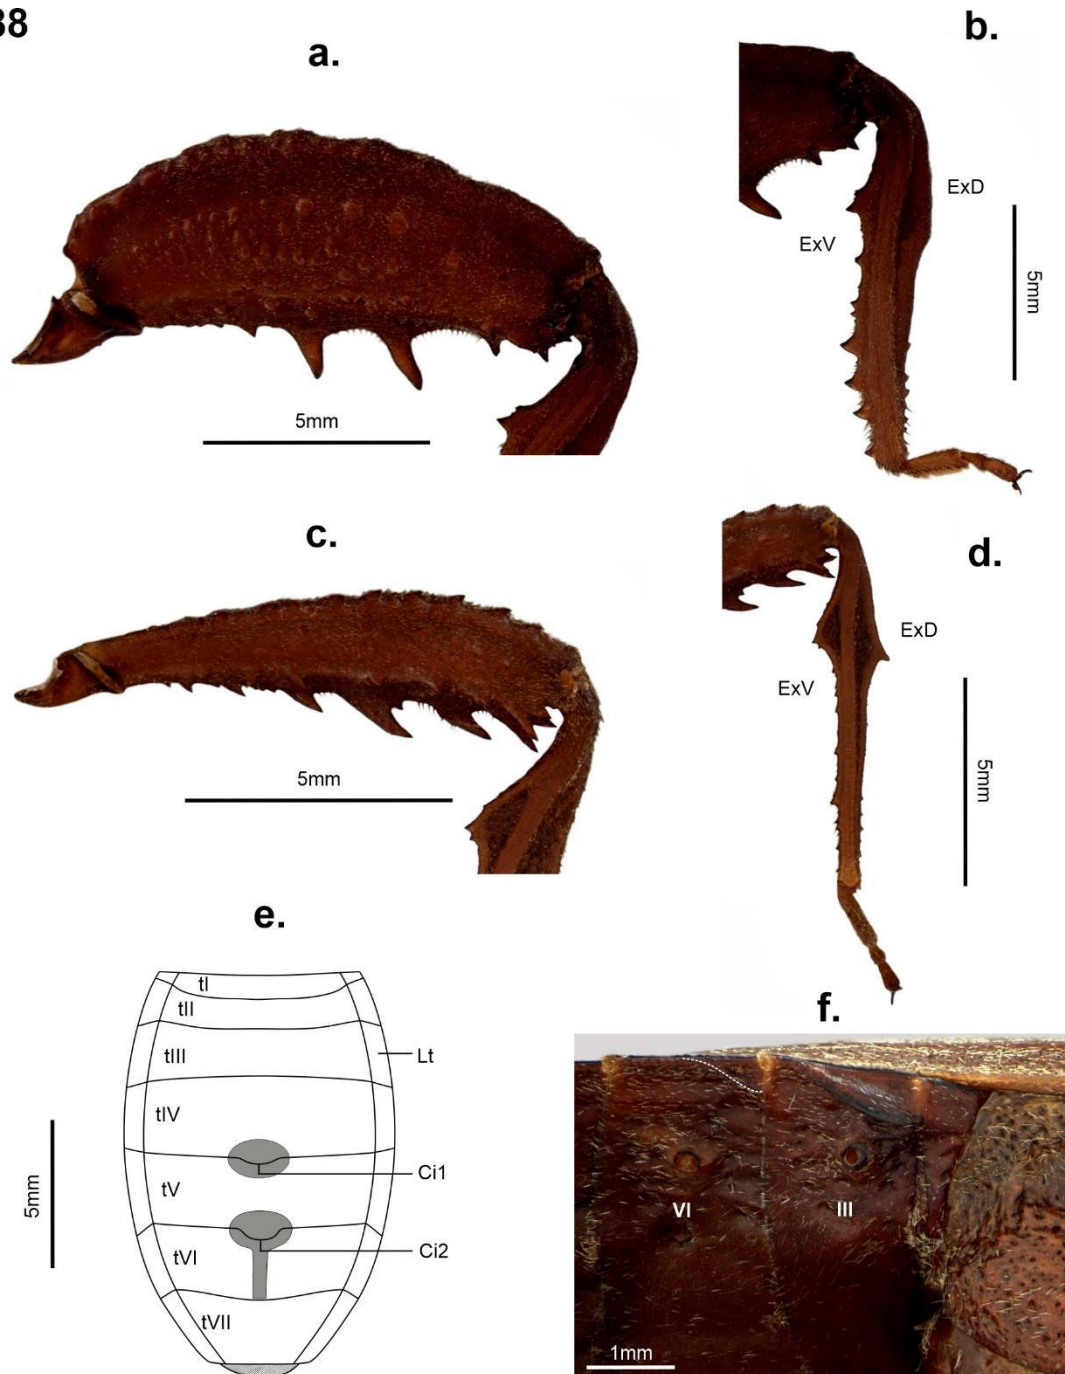 38
a.
b.
ExD
ExV
5mm
5mm
c.
d.
ExD
ExV
5mm
5mm
e.
tI
tII
tIII
Lt
tIV
Ci1
tV
Ci2
tVI
tVII
5mm
f.
VI
III
1mm